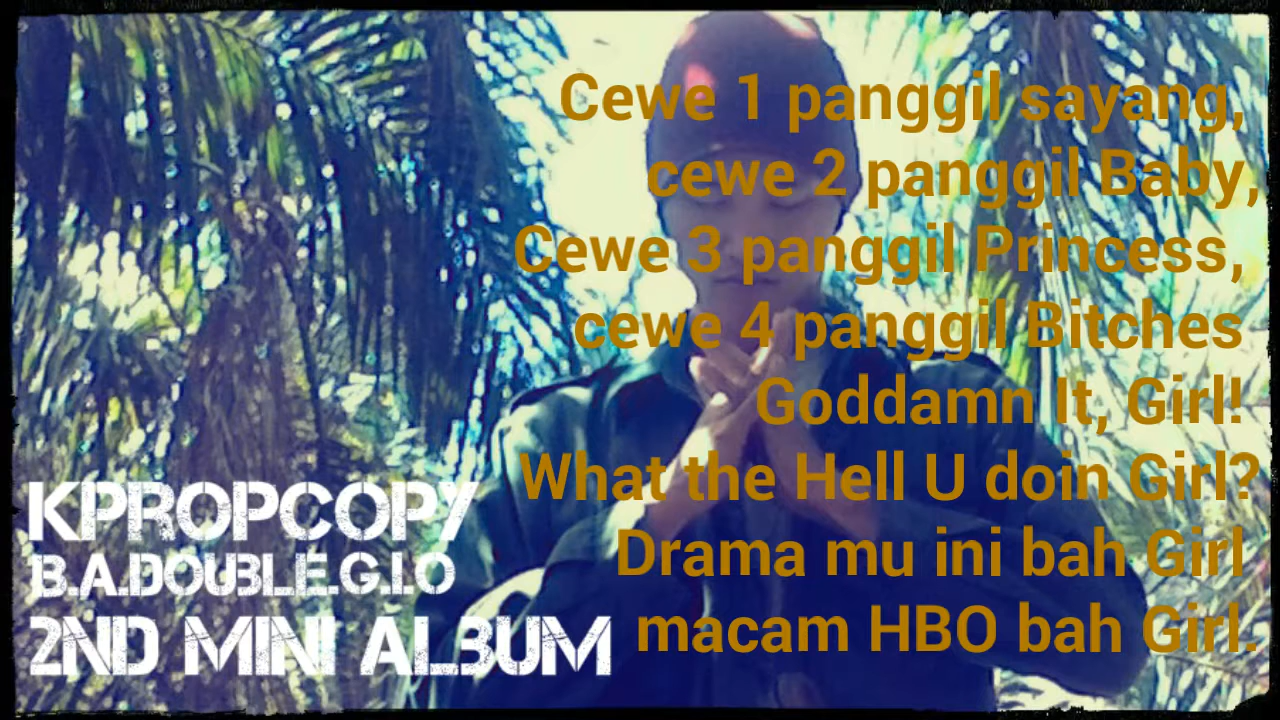 Cewe 1 panggil sayang,
cewe 2 panggil Baby,
Cewe 3 panggil Princess,
cewe 4 panggil Bitches
Goddamn It, Girl!
What the Hell U doin Girl?
Drama mu ini bah Girl
macam HBO bah Girl.
KPROPCOPY
B.A.DOUBLE.G.I.O
2ND MINI ALBUM